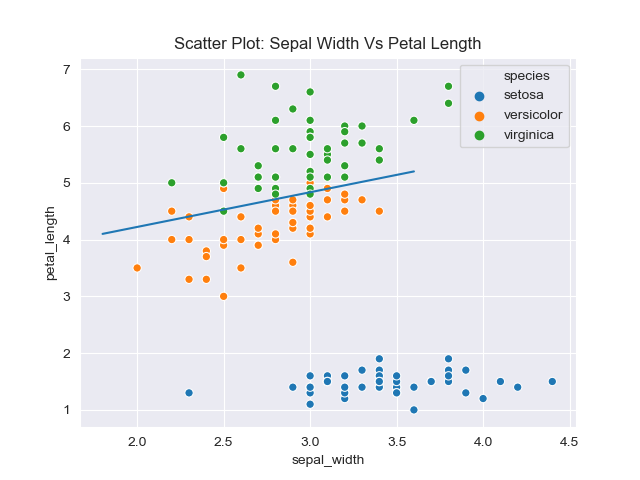 Scatter Plot: Sepal Width Vs Petal Length
species
setosa
versicolor
virginica
7
6
5
4
3
2
1
petal_length
2.0 2.5 3.0 3.5 4.0 4.5
sepal_width